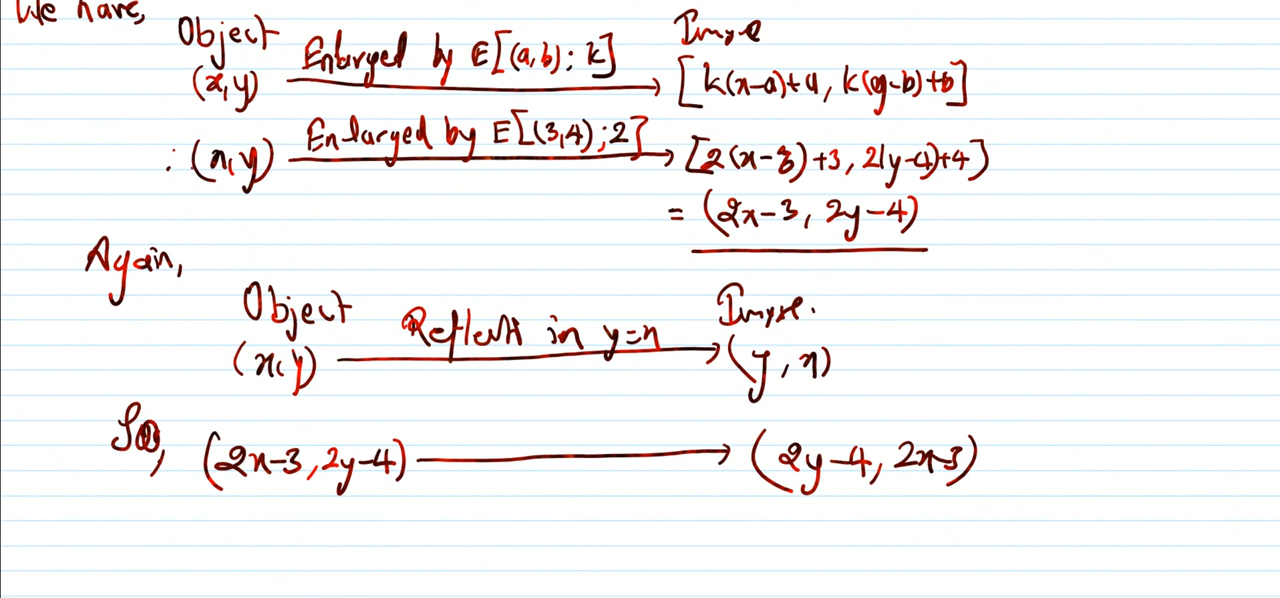 We have,
Object Image
(x, y) Enlarged by E[(a,b); k] → [k(x-a)+a, k(y-b)+b]
∴ (x, y) Enlarged by E[(3,4);2] → [2(x-3)+3, 2(y-4)+4]
= (2x-3, 2y-4)
Again,
Object Image.
(x, y) Reflect in y=x → (y, x)
So, (2x-3, 2y-4) → (2y-4, 2x-3)